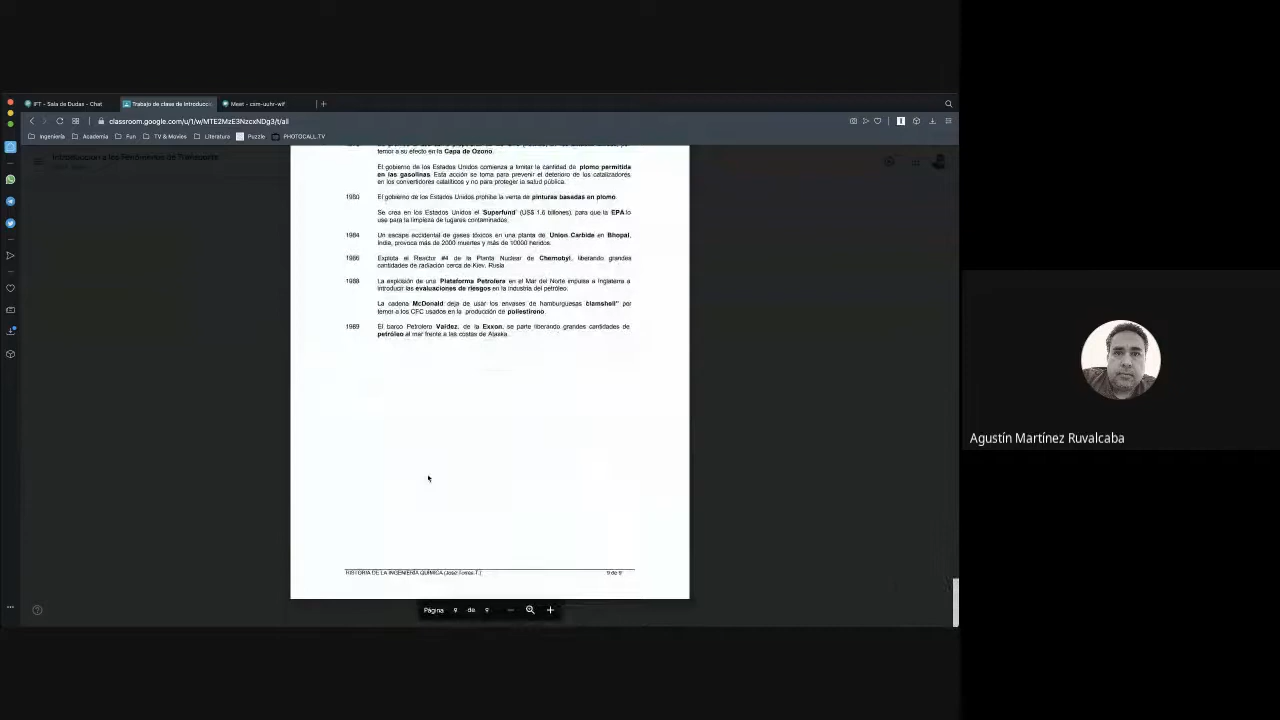 IFT - Sala de Dudas - Chat
Trabajo de clase de Introducc
Meet - csm-uuhr-wif
classroom.google.com/u/1/w/MTE2MzE3NzcxNDg3/t/all
Ingeniería Academia Fun TV & Movies Literatura Puzzle PHOTOCALL.TV
Introducción a los Fenómenos de Transporte
temor a su efecto en la Capa de Ozono.
El gobierno de los Estados Unidos comienza a limitar la cantidad de plomo permitida
en las gasolinas. Esta acción se toma para prevenir el deterioro de los catalizadores
en los convertidores catalíticos y no para proteger la salud pública.
1980 El gobierno de los Estados Unidos prohíbe la venta de pinturas basadas en plomo.
Se crea en los Estados Unidos el "Superfund" (US$ 1.6 billones), para que la EPA lo
use para la limpieza de lugares contaminados.
1984 Un escape accidental de gases tóxicos en una planta de Union Carbide en Bhopal,
India, provoca más de 2000 muertes y más de 10000 heridos.
1986 Explota el Reactor #4 de la Planta Nuclear de Chernobyl, liberando grandes
cantidades de radiación cerca de Kiev, Rusia
1988 La explosión de una Plataforma Petrolera en el Mar del Norte impulsa a Inglaterra a
introducir las evaluaciones de riesgos en la industria del petróleo.
La cadena McDonald deja de usar los envases de hamburguesas "clamshell" por
temor a los CFC usados en la producción de poliestireno.
1989 El barco Petrolero Valdez, de la Exxon, se parte liberando grandes cantidades de
petróleo al mar frente a las costas de Alaska.
HISTORIA DE LA INGENIERÍA QUÍMICA (José Torres T.) 9 de 9
Página 9 de 9
Agustín Martínez Ruvalcaba